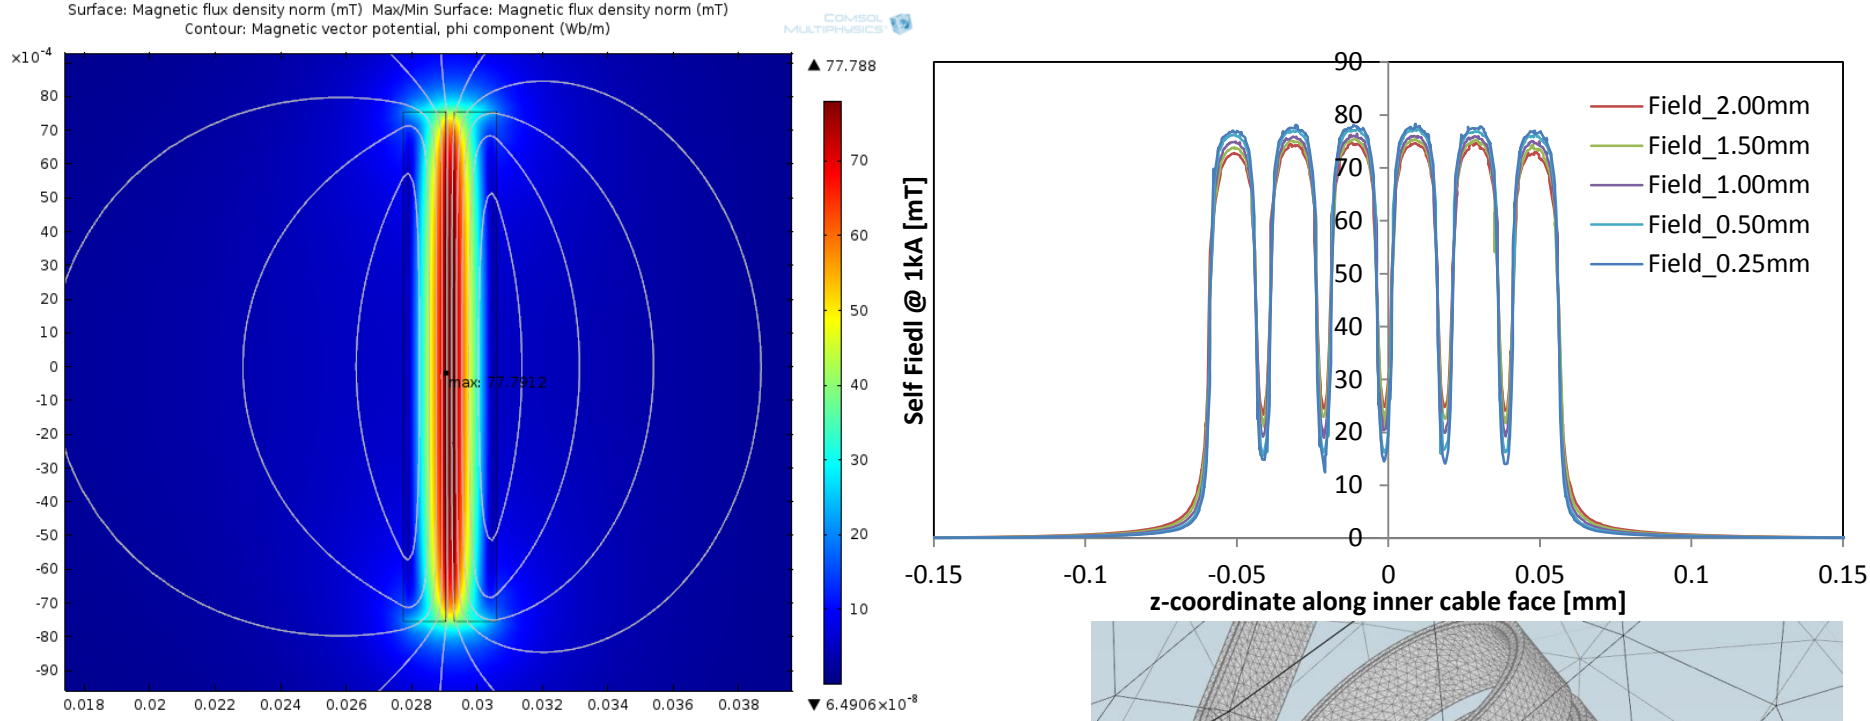 Surface: Magnetic flux density norm (mT)  Max/Min Surface: Magnetic flux density norm (mT)
Contour: Magnetic vector potential, phi component (Wb/m)
COMSOL
MULTIPHYSICS
×10⁻⁴
80
70
60
50
40
30
20
10
0
-10
-20
-30
-40
-50
-60
-70
-80
-90
0.018 0.02 0.022 0.024 0.026 0.028 0.03 0.032 0.034 0.036 0.038
max: 77.7912
▲ 77.788
70
60
50
40
30
20
10
▼ 6.4906×10⁻⁸
Self Fiedl @ 1kA [mT]
90
80
70
60
50
40
30
20
10
0
-0.15 -0.1 -0.05 0 0.05 0.1 0.15
z-coordinate along inner cable face [mm]
Field_2.00mm
Field_1.50mm
Field_1.00mm
Field_0.50mm
Field_0.25mm